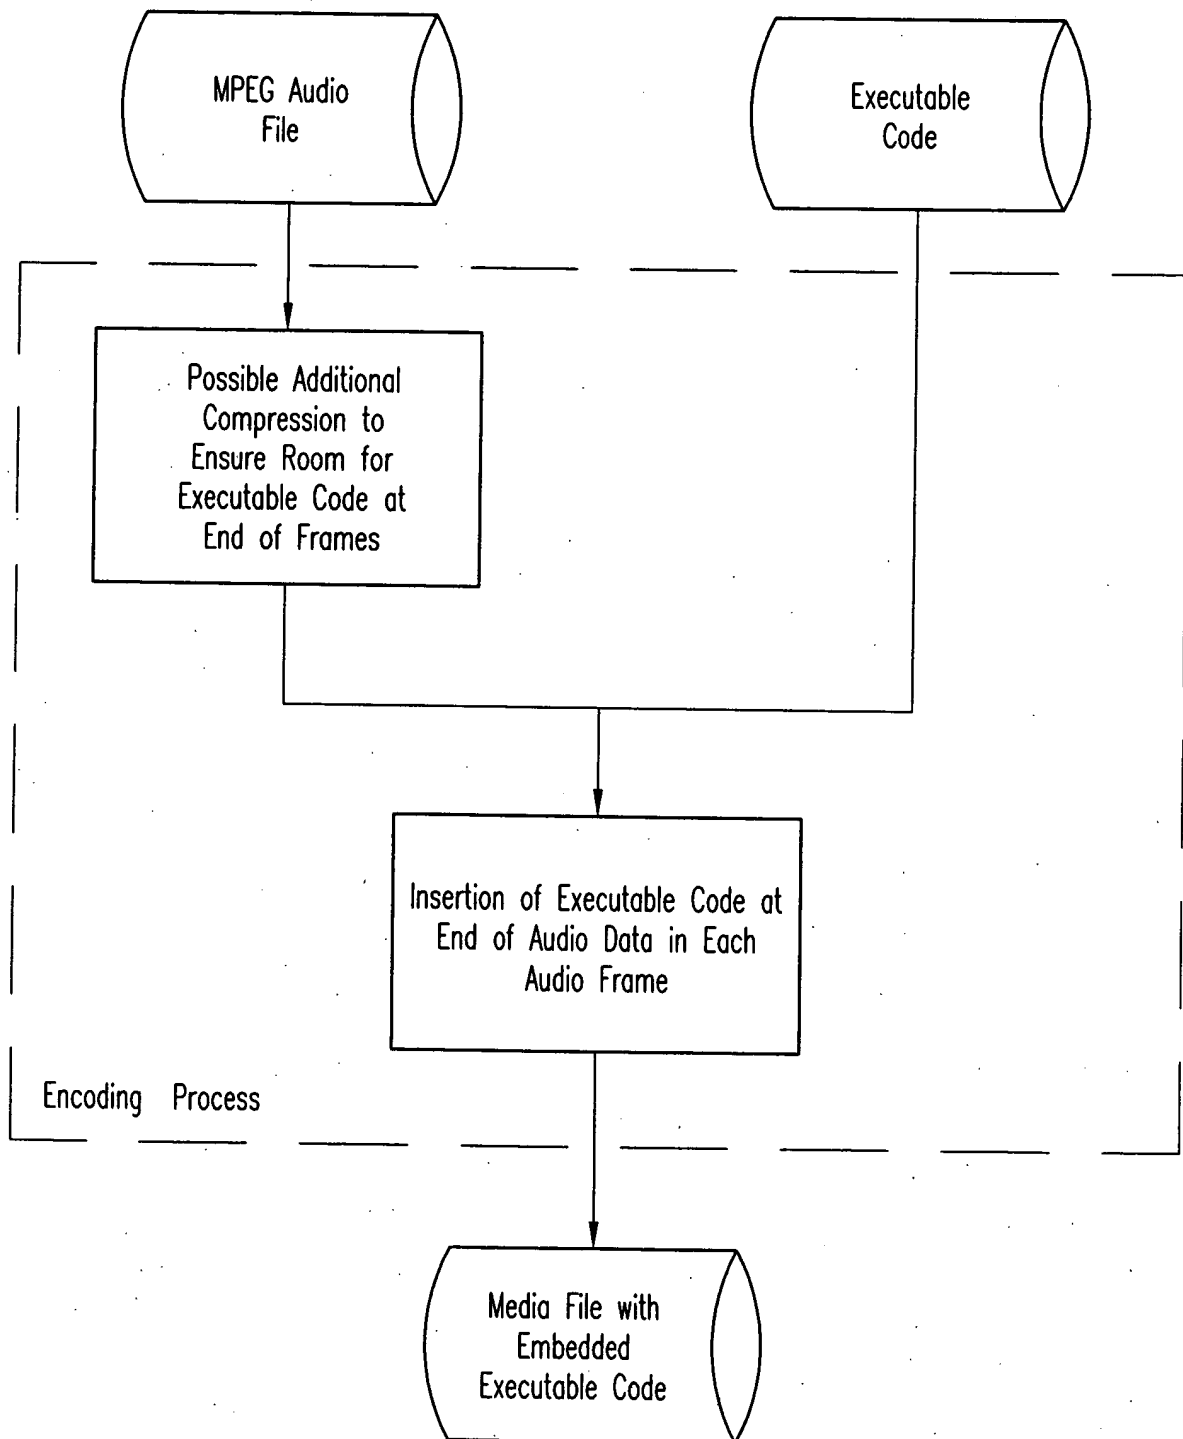 MPEG Audio
File
Executable
Code
Possible Additional
Compression to
Ensure Room for
Executable Code at
End of Frames
Insertion of Executable Code at
End of Audio Data in Each
Audio Frame
Encoding Process
Media File with
Embedded
Executable Code